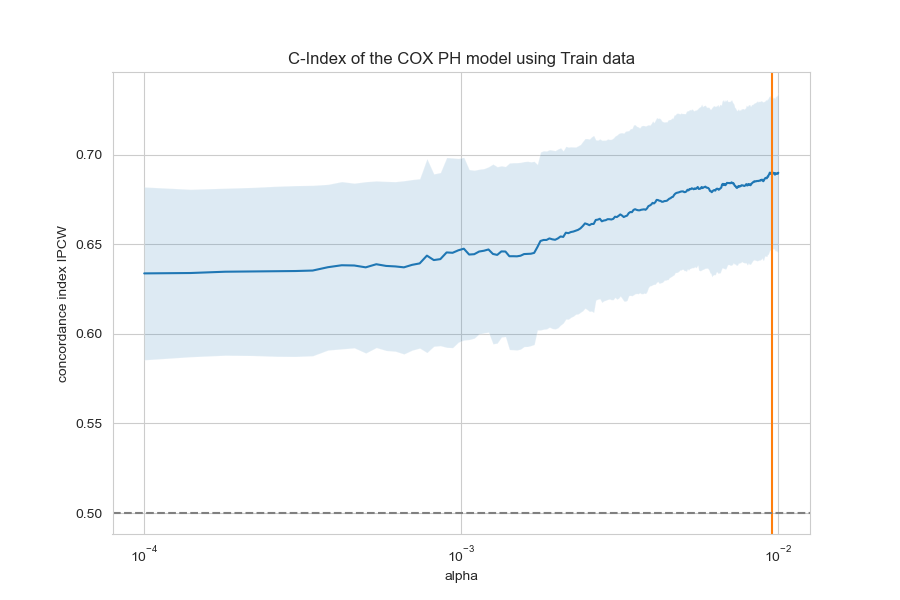 C-Index of the COX PH model using Train data
concordance index IPCW
0.70
0.65
0.60
0.55
0.50
10⁻⁴
10⁻³
10⁻²
alpha